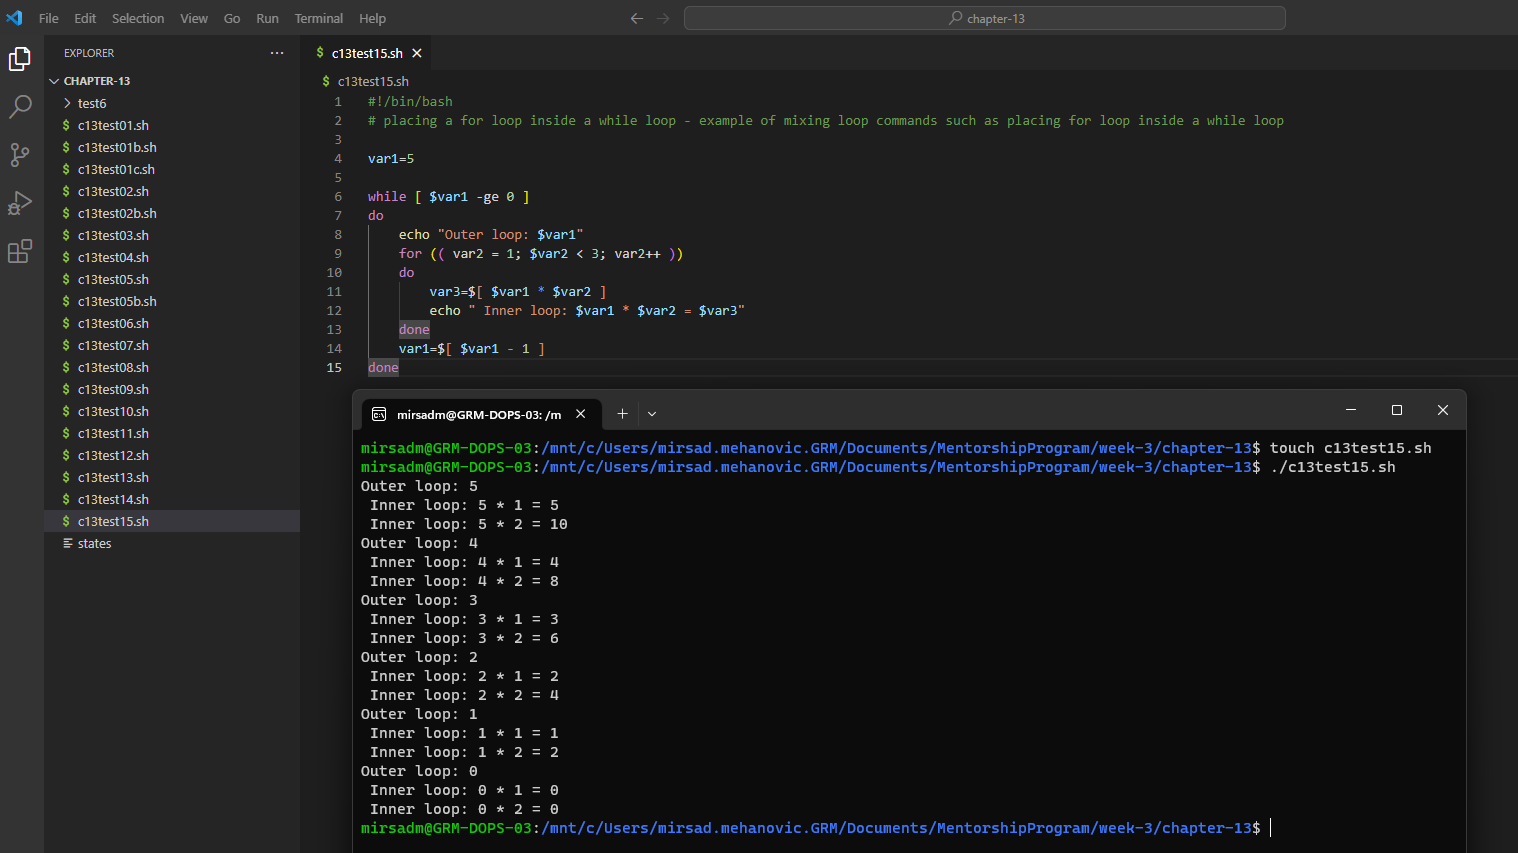 File Edit Selection View Go Run Terminal Help
chapter-13
EXPLORER
CHAPTER-13
test6
c13test01.sh
c13test01b.sh
c13test01c.sh
c13test02.sh
c13test02b.sh
c13test03.sh
c13test04.sh
c13test05.sh
c13test05b.sh
c13test06.sh
c13test07.sh
c13test08.sh
c13test09.sh
c13test10.sh
c13test11.sh
c13test12.sh
c13test13.sh
c13test14.sh
c13test15.sh
states
$ c13test15.sh
$ c13test15.sh
1 #!/bin/bash
2 # placing a for loop inside a while loop - example of mixing loop commands such as placing for loop inside a while loop
3
4 var1=5
5
6 while [ $var1 -ge 0 ]
7 do
8     echo "Outer loop: $var1"
9     for (( var2 = 1; $var2 < 3; var2++ ))
10     do
11         var3=$[ $var1 * $var2 ]
12         echo " Inner loop: $var1 * $var2 = $var3"
13     done
14     var1=$[ $var1 - 1 ]
15 done
mirsadm@GRM-DOPS-03: /m
mirsadm@GRM-DOPS-03:/mnt/c/Users/mirsad.mehanovic.GRM/Documents/MentorshipProgram/week-3/chapter-13$ touch c13test15.sh
mirsadm@GRM-DOPS-03:/mnt/c/Users/mirsad.mehanovic.GRM/Documents/MentorshipProgram/week-3/chapter-13$ ./c13test15.sh
Outer loop: 5
 Inner loop: 5 * 1 = 5
 Inner loop: 5 * 2 = 10
Outer loop: 4
 Inner loop: 4 * 1 = 4
 Inner loop: 4 * 2 = 8
Outer loop: 3
 Inner loop: 3 * 1 = 3
 Inner loop: 3 * 2 = 6
Outer loop: 2
 Inner loop: 2 * 1 = 2
 Inner loop: 2 * 2 = 4
Outer loop: 1
 Inner loop: 1 * 1 = 1
 Inner loop: 1 * 2 = 2
Outer loop: 0
 Inner loop: 0 * 1 = 0
 Inner loop: 0 * 2 = 0
mirsadm@GRM-DOPS-03:/mnt/c/Users/mirsad.mehanovic.GRM/Documents/MentorshipProgram/week-3/chapter-13$